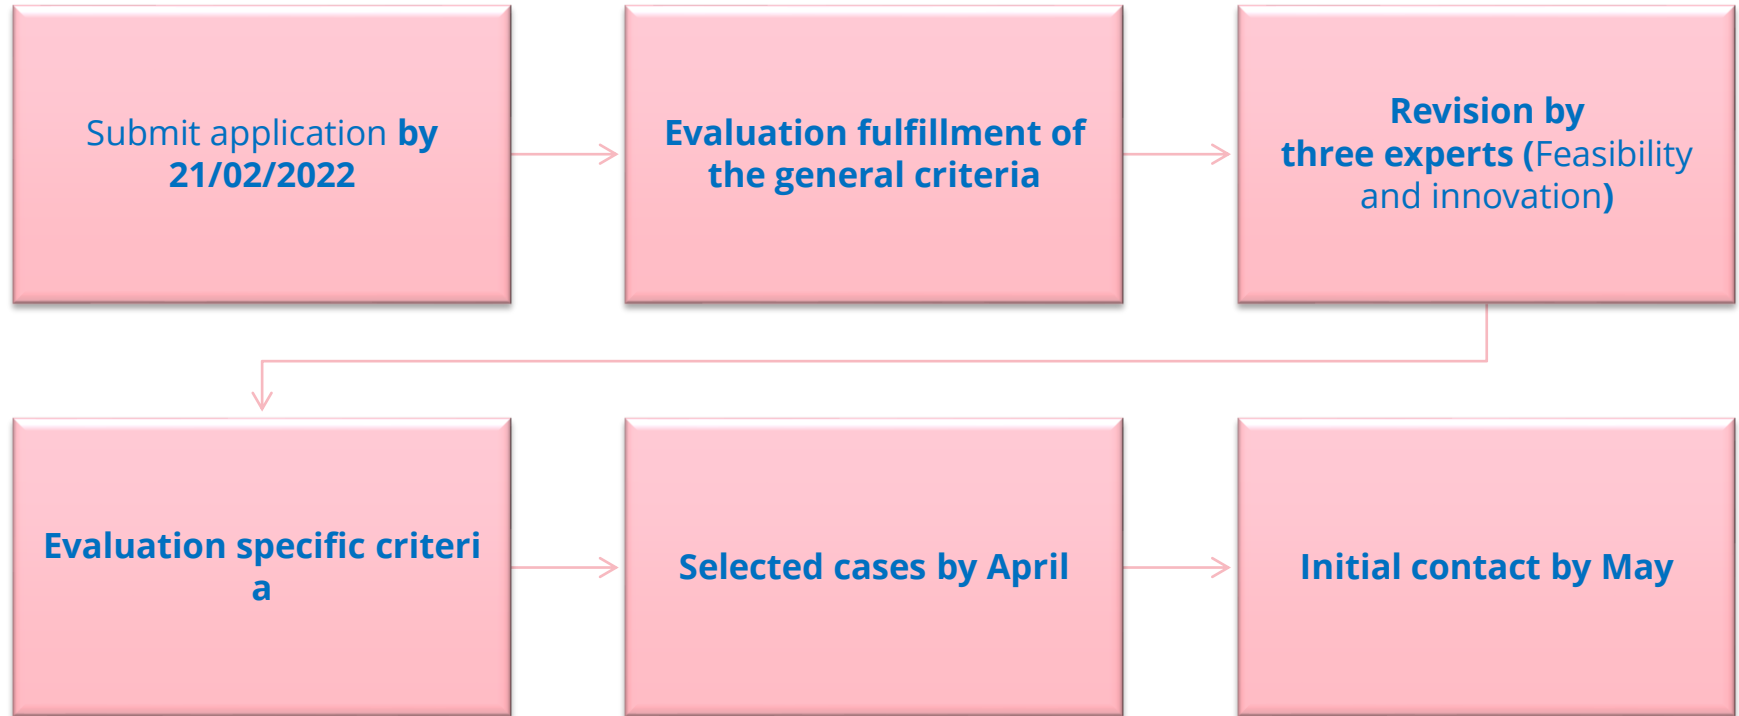 Submit application by
21/02/2022
Evaluation fulfillment of
the general criteria
Revision by
three experts (Feasibility
and innovation)
Evaluation specific criteri
a
Selected cases by April
Initial contact by May